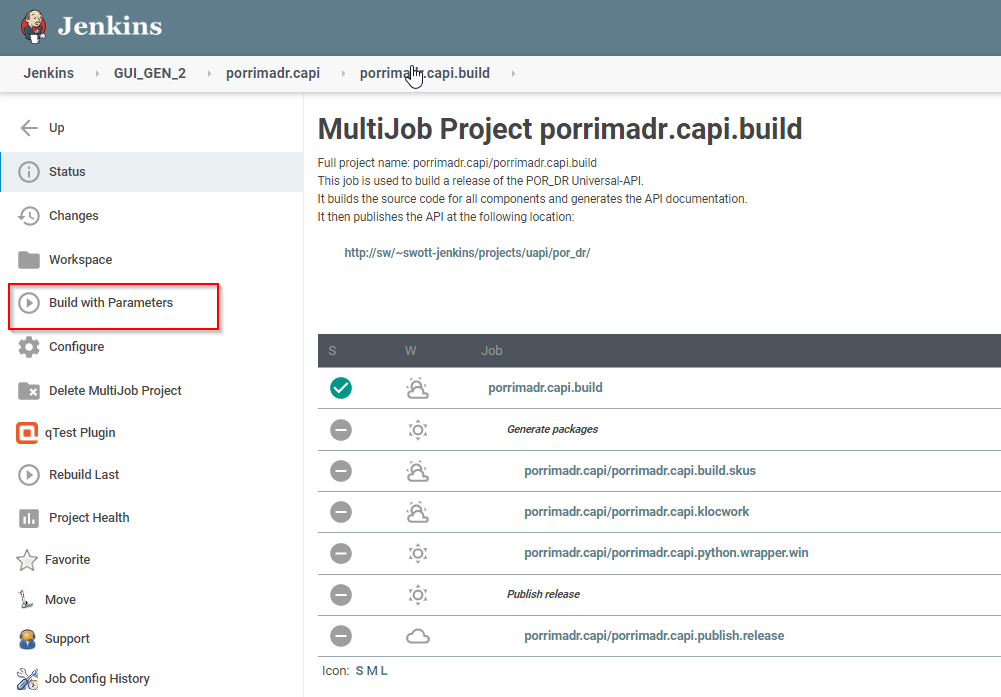 Jenkins
Jenkins GUI_GEN_2 porrimadr.capi porrimadr.capi.build
Up
Status
Changes
Workspace
Build with Parameters
Configure
Delete MultiJob Project
qTest Plugin
Rebuild Last
Project Health
Favorite
Move
Support
Job Config History
MultiJob Project porrimadr.capi.build
Full project name: porrimadr.capi/porrimadr.capi.build
This job is used to build a release of the POR_DR Universal-API.
It builds the source code for all components and generates the API documentation.
It then publishes the API at the following location:
http://sw/~swott-jenkins/projects/uapi/por_dr/
S W Job
porrimadr.capi.build
Generate packages
porrimadr.capi/porrimadr.capi.build.skus
porrimadr.capi/porrimadr.capi.klocwork
porrimadr.capi/porrimadr.capi.python.wrapper.win
Publish release
porrimadr.capi/porrimadr.capi.publish.release
Icon: S M L